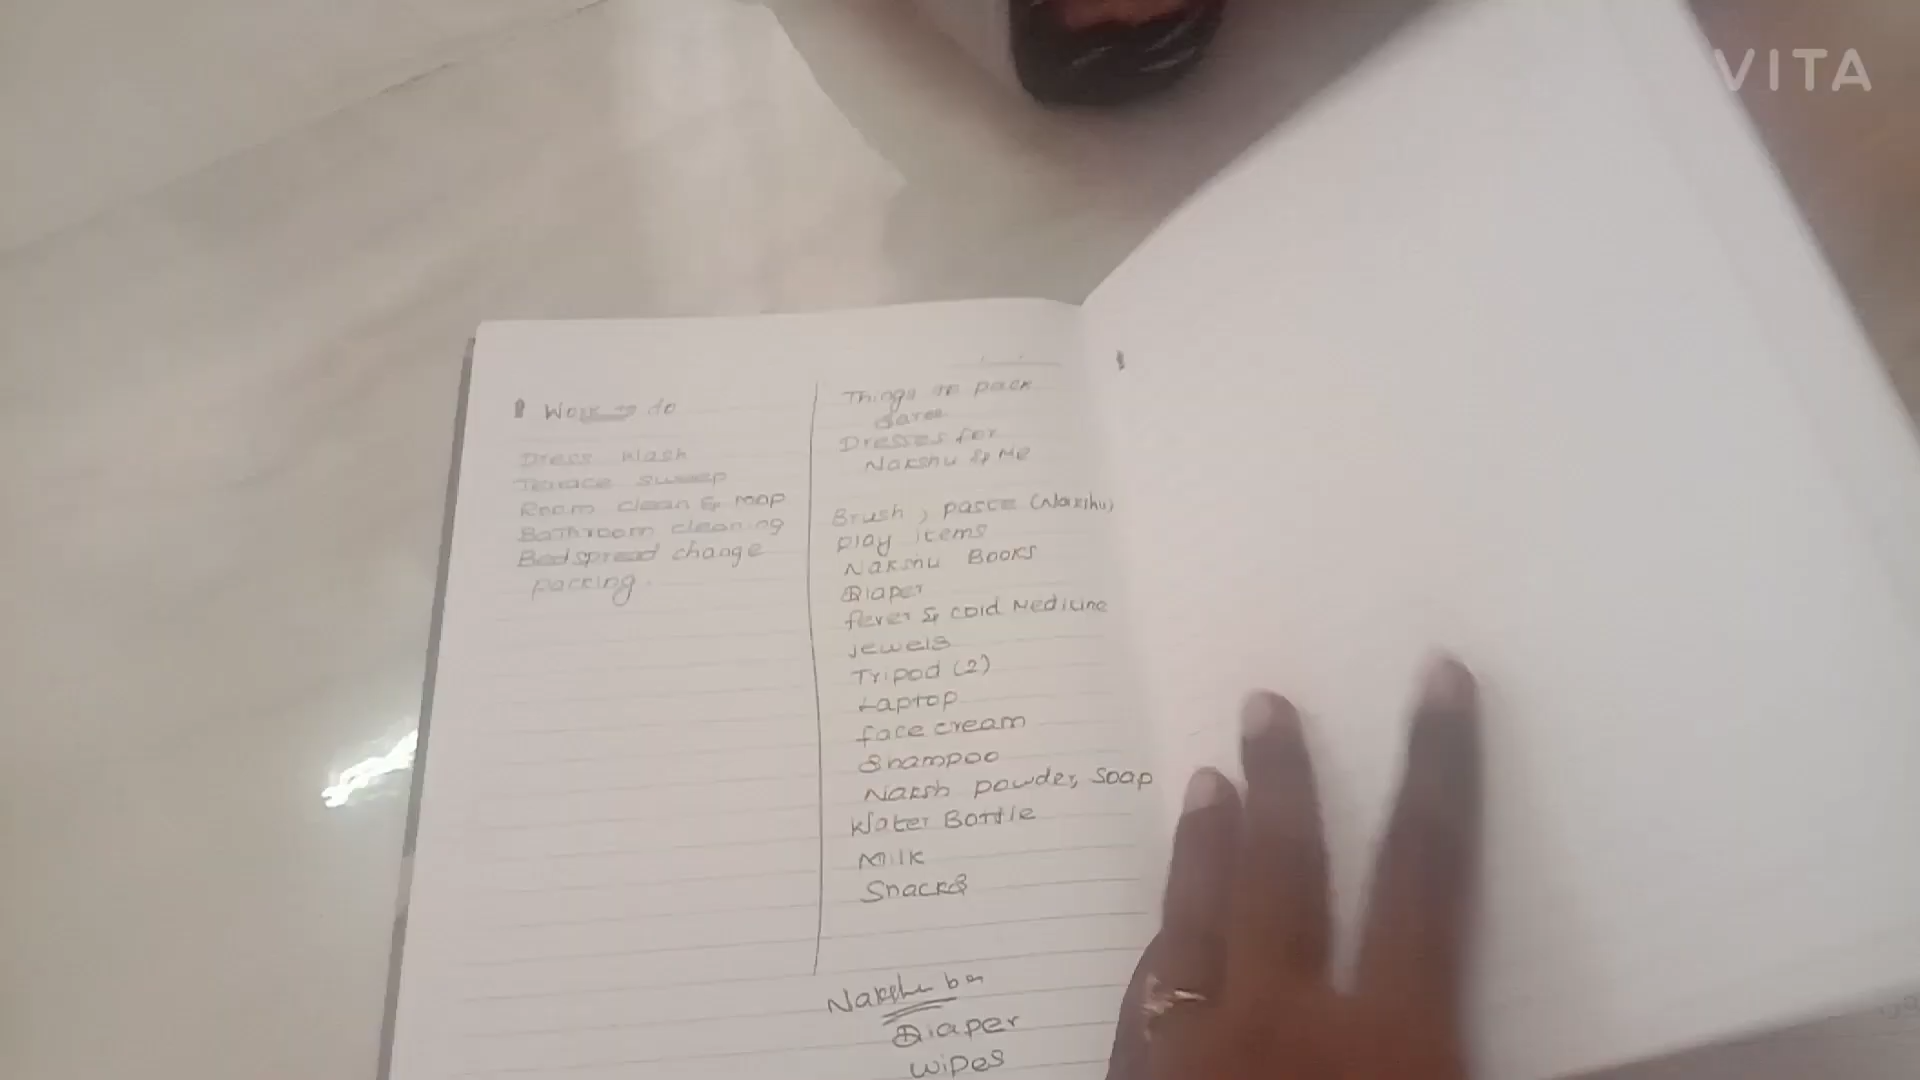 VITA
Work to do
Dress Wash
Terrace sweep
Room clean & mop
Bathroom cleaning
Bedspread change
packing.
Things to pack
Dresses for
Nakshu & Me
Brush, paste (Nakshu)
play items
Nakshu Books
Diaper
fever & cold Medicine
jewels
Tripod (2)
Laptop
face cream
Shampoo
Naksh powder, soap
Water Bottle
Milk
Snacks
Nakshu
Diaper
wipes